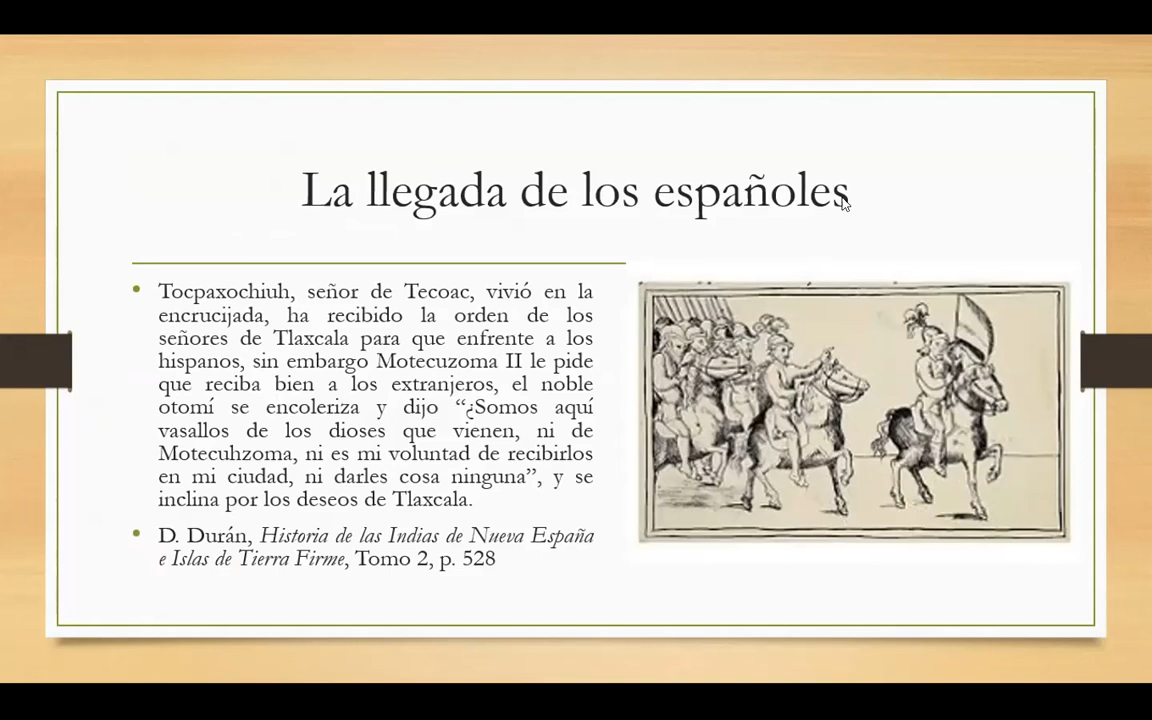 La llegada de los españoles
• Tocpaxochiuh, señor de Tecoac, vivió en la
encrucijada, ha recibido la orden de los
señores de Tlaxcala para que enfrente a los
hispanos, sin embargo Motecuzoma II le pide
que reciba bien a los extranjeros, el noble
otomí se encoleriza y dijo “¿Somos aquí
vasallos de los dioses que vienen, ni de
Motecuhzoma, ni es mi voluntad de recibirlos
en mi ciudad, ni darles cosa ninguna”, y se
inclina por los deseos de Tlaxcala.
• D. Durán, Historia de las Indias de Nueva España
e Islas de Tierra Firme, Tomo 2, p. 528